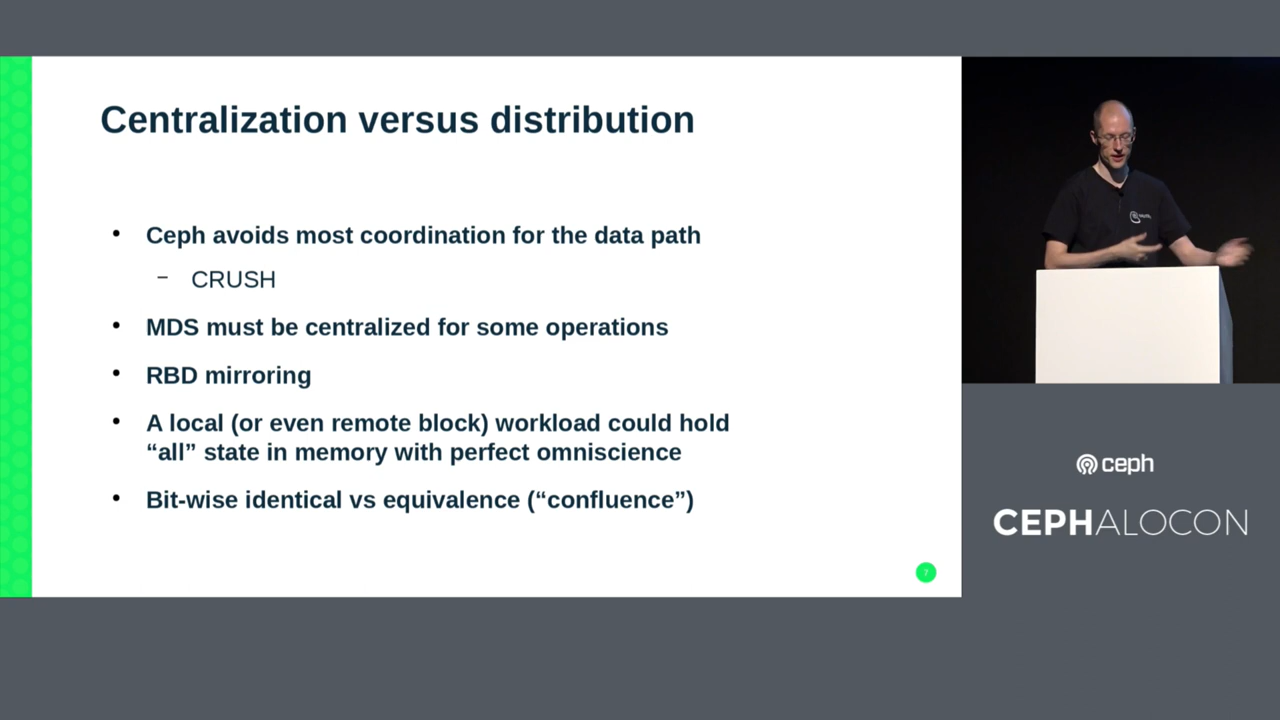 Centralization versus distribution
• Ceph avoids most coordination for the data path
– CRUSH
• MDS must be centralized for some operations
• RBD mirroring
• A local (or even remote block) workload could hold
“all” state in memory with perfect omniscience
• Bit-wise identical vs equivalence (“confluence”)
7
ceph
CEPHALOCON